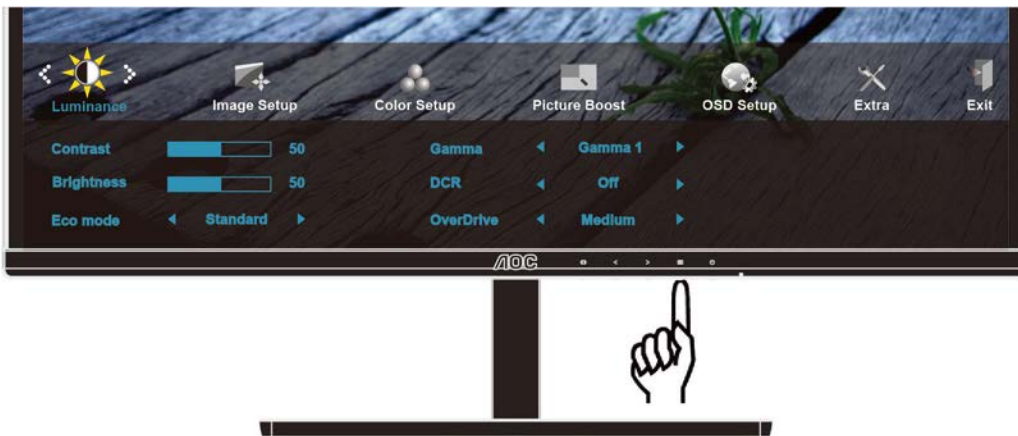 Luminance Image Setup Color Setup Picture Boost OSD Setup Extra Exit
Contrast 50 Gamma Gamma 1
Brightness 50 DCR Off
Eco mode Standard OverDrive Medium
AOC